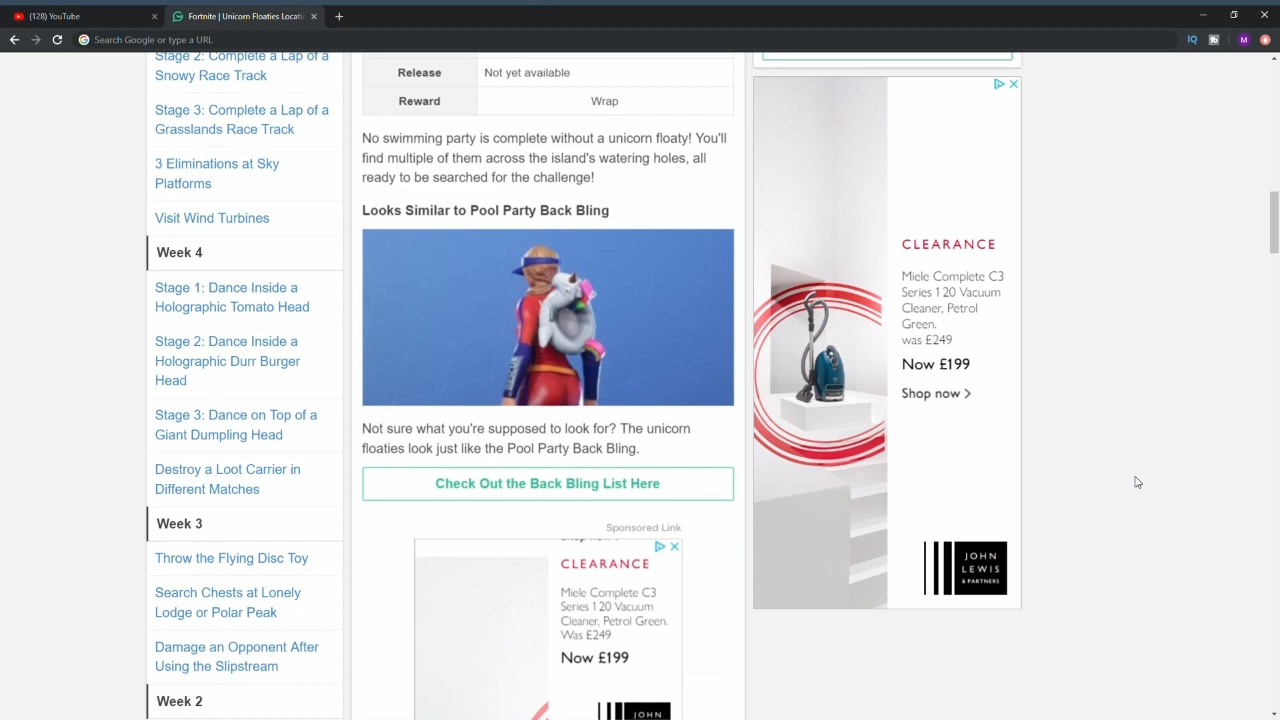 (128) YouTube
Fortnite | Unicorn Floaties Locati
Search Google or type a URL
IQ
M
Stage 2: Complete a Lap of a
Snowy Race Track
Stage 3: Complete a Lap of a
Grasslands Race Track
3 Eliminations at Sky
Platforms
Visit Wind Turbines
Week 4
Stage 1: Dance Inside a
Holographic Tomato Head
Stage 2: Dance Inside a
Holographic Durr Burger
Head
Stage 3: Dance on Top of a
Giant Dumpling Head
Destroy a Loot Carrier in
Different Matches
Week 3
Throw the Flying Disc Toy
Search Chests at Lonely
Lodge or Polar Peak
Damage an Opponent After
Using the Slipstream
Week 2
Release Not yet available
Reward Wrap
No swimming party is complete without a unicorn floaty! You'll
find multiple of them across the island's watering holes, all
ready to be searched for the challenge!
Looks Similar to Pool Party Back Bling
Not sure what you're supposed to look for? The unicorn
floaties look just like the Pool Party Back Bling.
Check Out the Back Bling List Here
Sponsored Link
CLEARANCE
Miele Complete C3
Series 120 Vacuum
Cleaner, Petrol Green.
Was £249
Now £199
JOHN
CLEARANCE
Miele Complete C3
Series 120 Vacuum
Cleaner, Petrol
Green.
was £249
Now £199
Shop now >
JOHN
LEWIS
& PARTNERS